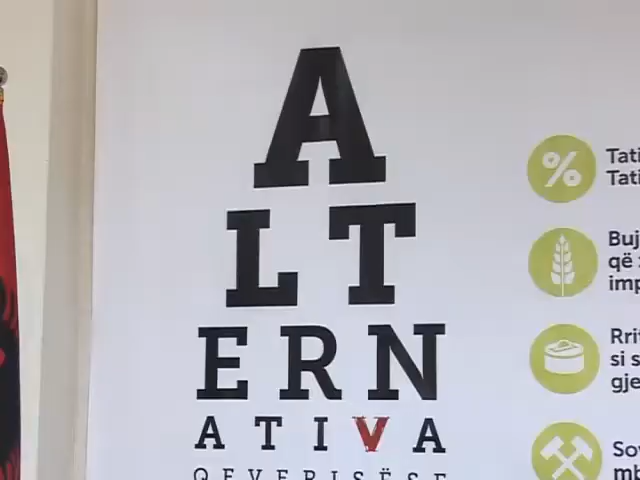 A
LT
ERN
ATIVA
QEVERISËSE
%
Tati
Tati
Buj
që
imp
Rri
si s
gje
Sov
mb